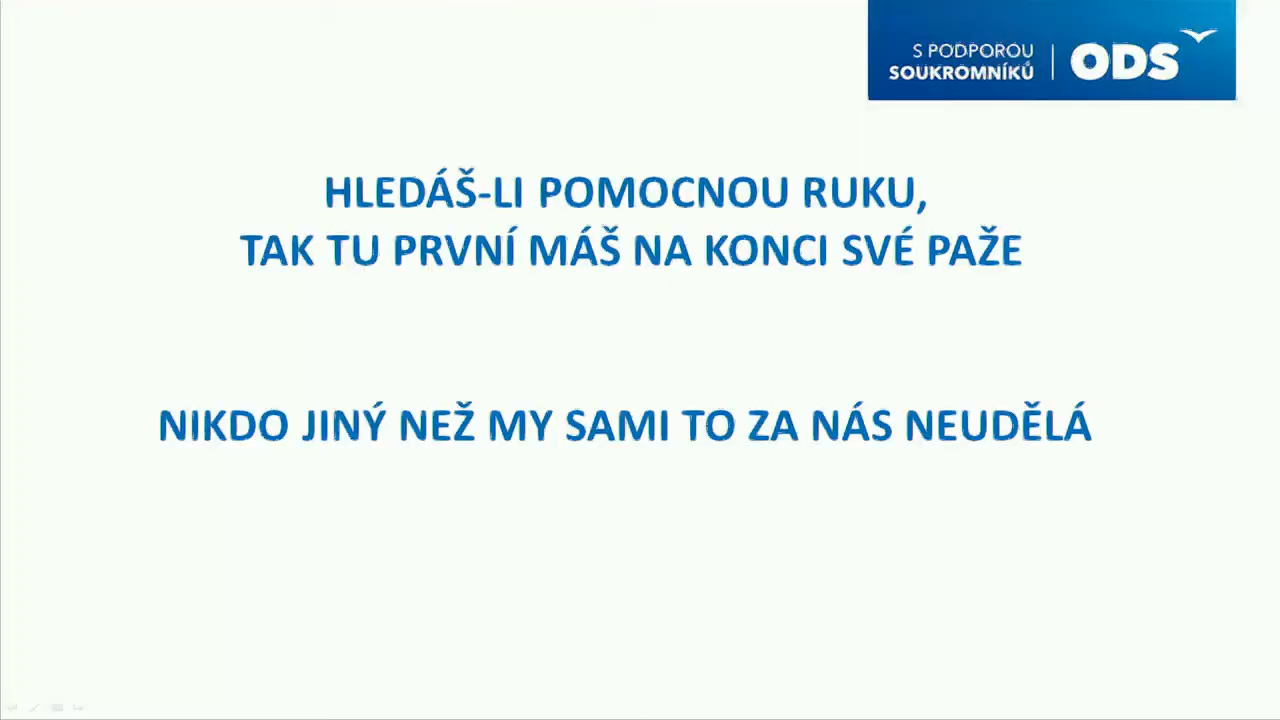 S PODPOROU
SOUKROMNÍKŮ
ODS
HLEDÁŠ-LI POMOCNOU RUKU,
TAK TU PRVNÍ MÁŠ NA KONCI SVÉ PAŽE
NIKDO JINÝ NEŽ MY SAMI TO ZA NÁS NEUDĚLÁ